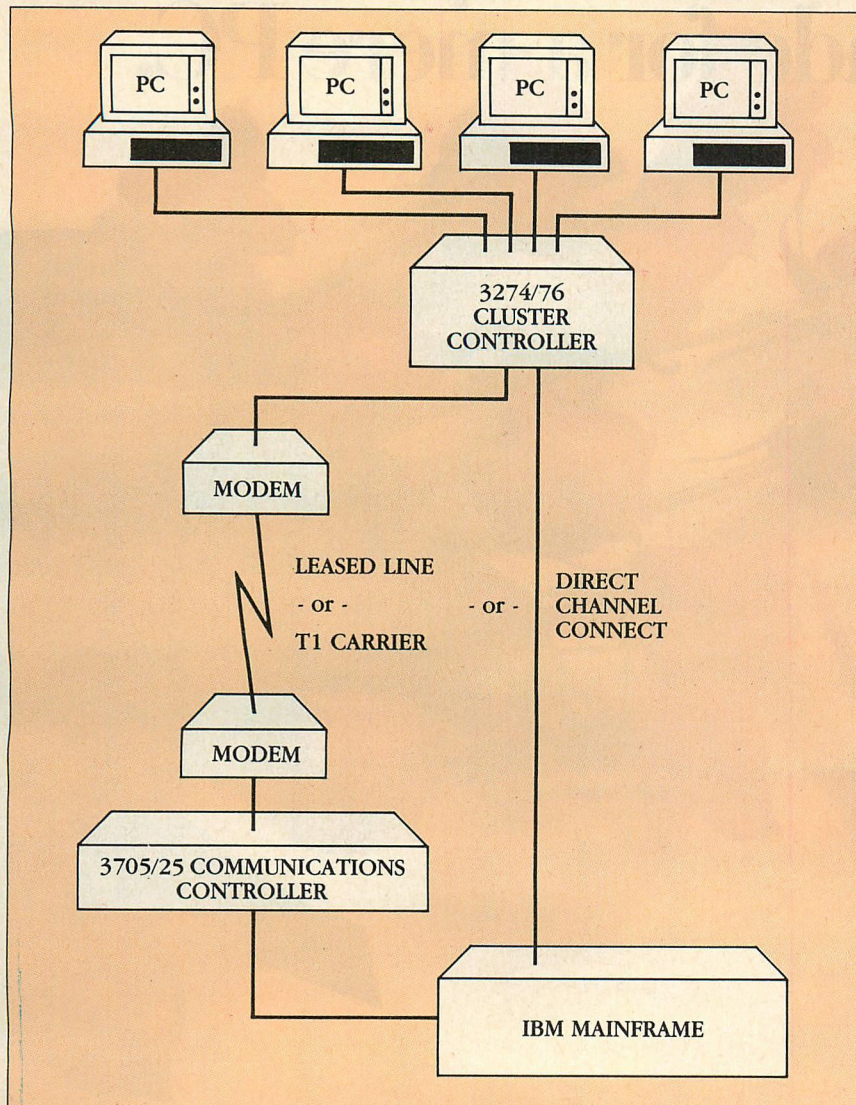 PC
PC
PC
PC
3274/76
CLUSTER
CONTROLLER
MODEM
LEASED LINE
- or -
T1 CARRIER
- or -
DIRECT
CHANNEL
CONNECT
MODEM
3705/25 COMMUNICATIONS
CONTROLLER
IBM MAINFRAME